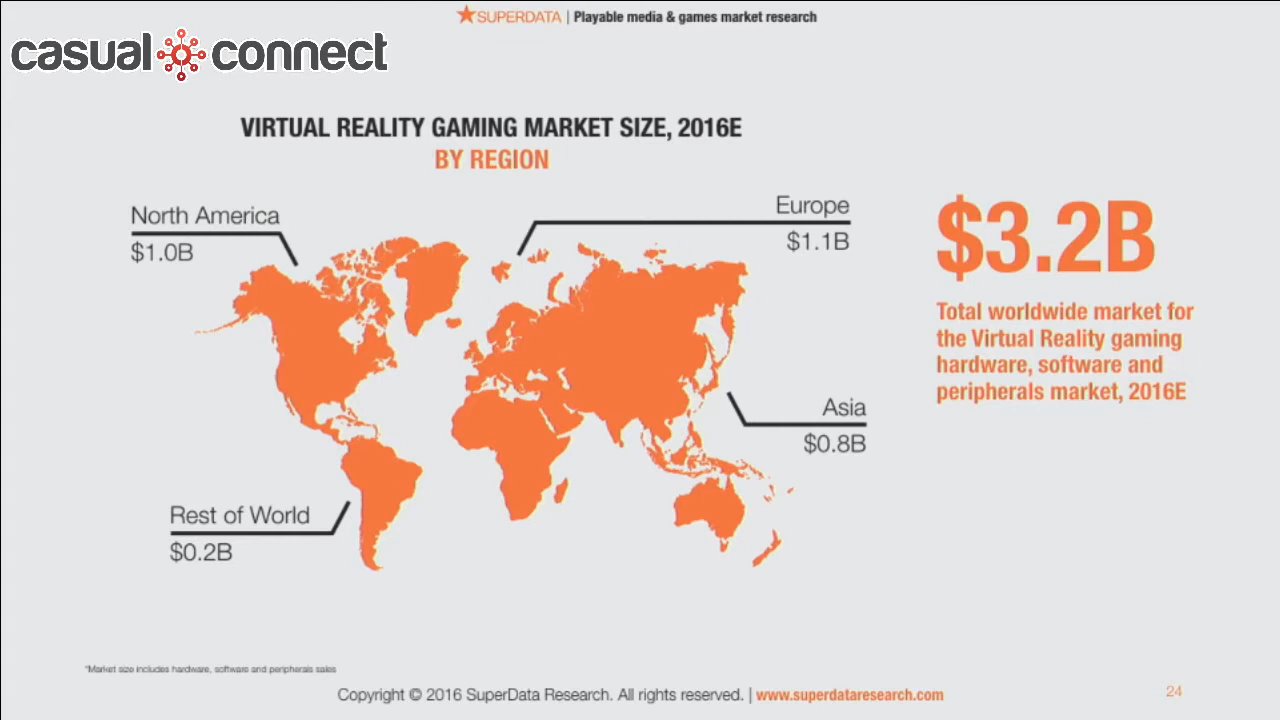 SUPERDATA | Playable media & games market research
casual connect
VIRTUAL REALITY GAMING MARKET SIZE, 2016E
BY REGION
North America
$1.0B
Europe
$1.1B
$3.2B
Total worldwide market for
the Virtual Reality gaming
hardware, software and
peripherals market, 2016E
Asia
$0.8B
Rest of World
$0.2B
*Market size includes hardware, software and peripherals sales
Copyright © 2016 SuperData Research. All rights reserved. | www.superdataresearch.com
24